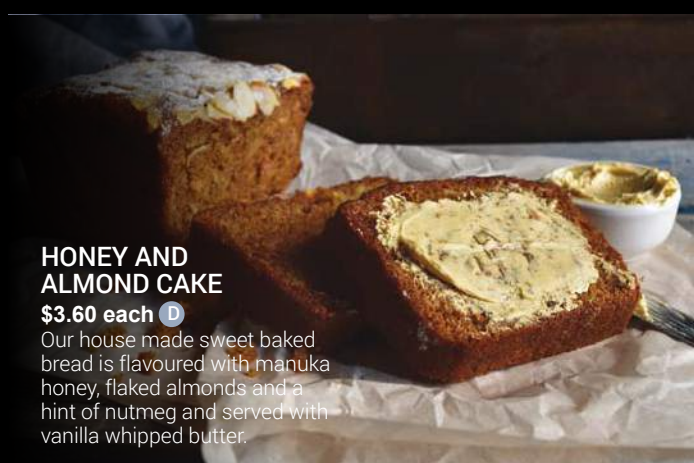 HONEY AND
ALMOND CAKE
$3.60 each D
Our house made sweet baked
bread is flavoured with manuka
honey, flaked almonds and a
hint of nutmeg and served with
vanilla whipped butter.